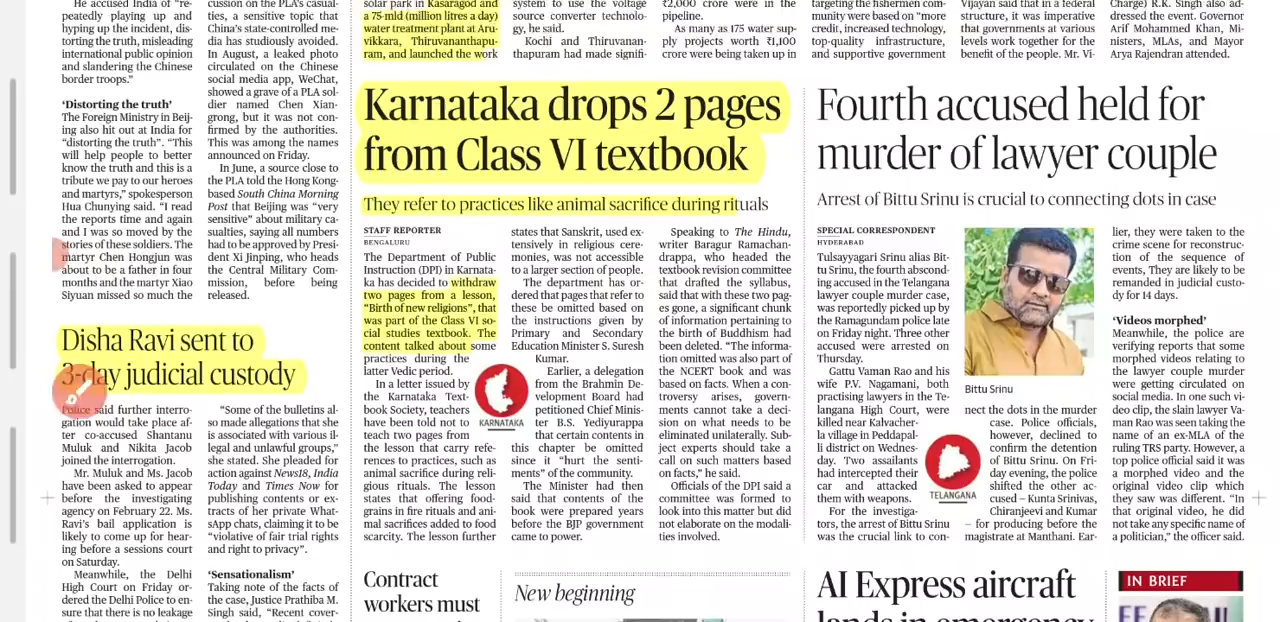 He accused India of "re-
peatedly playing up and
hyping up the incident, dis-
torting the truth, misleading
international public opinion
and slandering the Chinese
border troops."
'Distorting the truth'
The Foreign Ministry in Beij-
ing also hit out at India for
"distorting the truth". "This
will help people to better
know the truth and this is a
tribute we pay to our heroes
and martyrs," spokesperson
Hua Chunying said. "I read
the reports time and again
and I was so moved by the
stories of these soldiers. The
martyr Chen Hongjun was
about to be a father in four
months and the martyr Xiao
Siyuan missed so much the
cussion on the PLA's casual-
ties, a sensitive topic that
China's state-controlled me-
dia has studiously avoided.
In August, a leaked photo
circulated on the Chinese
social media app, WeChat,
showed a grave of a PLA sol-
dier named Chen Xian-
grong, but it was not con-
firmed by the authorities.
This was among the names
announced on Friday.
In June, a source close to
the PLA told the Hong Kong-
based South China Morning
Post that Beijing was "very
sensitive" about military ca-
sualties, saying all numbers
had to be approved by Presi-
dent Xi Jinping, who heads
the Central Military Com-
mission, before being
released.
Disha Ravi sent to
3-day judicial custody
Police said further interro-
gation would take place af-
ter co-accused Shantanu
Muluk and Nikita Jacob
joined the interrogation.
Mr. Muluk and Ms. Jacob
have been asked to appear
before the investigating
agency on February 22. Ms.
Ravi's bail application is
likely to come up for hear-
ing before a sessions court
on Saturday.
Meanwhile, the Delhi
High Court on Friday or-
dered the Delhi Police to en-
sure that there is no leakage
"Some of the bulletins al-
so made allegations that she
is associated with various il-
legal and unlawful groups,"
she stated. She pleaded for
action against News18, India
Today and Times Now for
publishing contents or ex-
tracts of her private What-
sApp chats, claiming it to be
"violative of fair trial rights
and right to privacy".
'Sensationalism'
Taking note of the facts of
the case, Justice Prathiba M.
Singh said, "Recent cover-
solar park in Kasaragod and
a 75-mld (million litres a day)
water treatment plant at Aru-
vikkara, Thiruvananthapu-
ram, and launched the work
system to use the voltage
source converter technolo-
gy, he said.
Kochi and Thiruvanan-
thapuram had made signifi-
₹2,000 crore were in the
pipeline.
As many as 175 water sup-
ply projects worth ₹1,100
crore were being taken up in
targeting the fishermen com-
munity were based on "more
credit, increased technology,
top-quality infrastructure,
and supportive government
Vijayan said that in a federal
structure, it was imperative
that governments at various
levels work together for the
benefit of the people. Mr. Vi-
Charge) R.K. Singh also ad-
dressed the event. Governor
Arif Mohammed Khan, Mi-
nisters, MLAs, and Mayor
Arya Rajendran attended.
Karnataka drops 2 pages
from Class VI textbook
They refer to practices like animal sacrifice during rituals
STAFF REPORTER
BENGALURU
The Department of Public
Instruction (DPI) in Karnata-
ka has decided to withdraw
two pages from a lesson,
"Birth of new religions", that
was part of the Class VI so-
cial studies textbook. The
content talked about some
practices during the
latter Vedic period.
In a letter issued by
the Karnataka Text-
book Society, teachers
have been told not to
teach two pages from
the lesson that carry refe-
rences to practices, such as
animal sacrifice during reli-
gious rituals. The lesson
states that offering food-
grains in fire rituals and ani-
mal sacrifices added to food
scarcity. The lesson further
KARNATAKA
states that Sanskrit, used ex-
tensively in religious cere-
monies, was not accessible
to a larger section of people.
The department has or-
dered that pages that refer to
these be omitted based on
the instructions given by
Primary and Secondary
Education Minister S. Suresh
Kumar.
Earlier, a delegation
from the Brahmin De-
velopment Board had
petitioned Chief Minis-
ter B.S. Yediyurappa
that certain contents in
this chapter be omitted
since it "hurt the senti-
ments" of the community.
The Minister had then
said that contents of the
book were prepared years
before the BJP government
came to power.
Speaking to The Hindu,
writer Baragur Ramachan-
drappa, who headed the
textbook revision committee
that drafted the syllabus,
said that with these two pag-
es gone, a significant chunk
of information pertaining to
the birth of Buddhism had
been deleted. "The informa-
tion omitted was also part of
the NCERT book and was
based on facts. When a con-
troversy arises, govern-
ments cannot take a deci-
sion on what needs to be
eliminated unilaterally. Sub-
ject experts should take a
call on such matters based
on facts," he said.
Officials of the DPI said a
committee was formed to
look into this matter but did
not elaborate on the modali-
ties involved.
Fourth accused held for
murder of lawyer couple
Arrest of Bittu Srinu is crucial to connecting dots in case
SPECIAL CORRESPONDENT
HYDERABAD
Tulsayyagari Srinu alias Bit-
tu Srinu, the fourth abscond-
ing accused in the Telangana
lawyer couple murder case,
was reportedly picked up by
the Ramagundam police late
on Friday night. Three other
accused were arrested on
Thursday.
Gattu Vaman Rao and his
wife P.V. Nagamani, both
practising lawyers in the Te-
langana High Court, were
killed near Kalvacher-
la village in Peddapal-
li district on Wednes-
day. Two assailants
had intercepted their
car and attacked
them with weapons.
For the investiga-
tors, the arrest of Bittu Srinu
was the crucial link to con-
Bittu Srinu
TELANGANA
nect the dots in the murder
case. Police officials,
however, declined to
confirm the detention
of Bittu Srinu. On Fri-
day evening, the police
shifted the other ac-
cused – Kunta Srinivas,
Chiranjeevi and Kumar
– for producing before the
magistrate at Manthani. Ear-
lier, they were taken to the
crime scene for reconstruc-
tion of the sequence of
events, They are likely to be
remanded in judicial custo-
dy for 14 days.
'Videos morphed'
Meanwhile, the police are
verifying reports that some
morphed videos relating to
the lawyer couple murder
were getting circulated on
social media. In one such vi-
deo clip, the slain lawyer Va-
man Rao was seen taking the
name of an ex-MLA of the
ruling TRS party. However, a
top police official said it was
a morphed video and the
original video clip which
they saw was different. "In
that original video, he did
not take any specific name of
a politician," the officer said.
Contract
workers must
New beginning
AI Express aircraft
lands in emergency
IN BRIEF